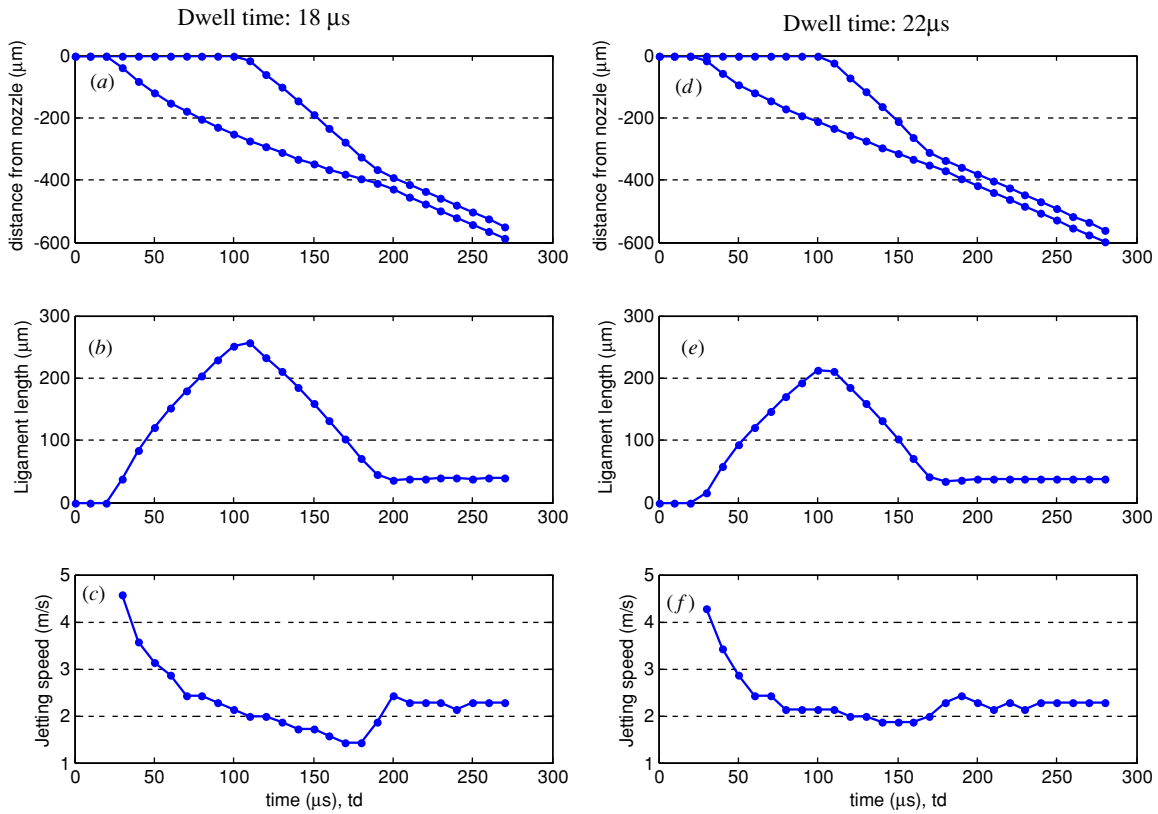 Dwell time: 18 μs
Dwell time: 22μs
distance from nozzle (μm)
0
-200
-400
-600
(a)
0 50 100 150 200 250 300
distance from nozzle (μm)
0
-200
-400
-600
(d)
0 50 100 150 200 250 300
Ligament length (μm)
300
200
100
0
(b)
0 50 100 150 200 250 300
Ligament length (μm)
300
200
100
0
(e)
0 50 100 150 200 250 300
Jetting speed (m/s)
5
4
3
2
1
(c)
0 50 100 150 200 250 300
time (μs), td
Jetting speed (m/s)
5
4
3
2
1
(f)
0 50 100 150 200 250 300
time (μs), td